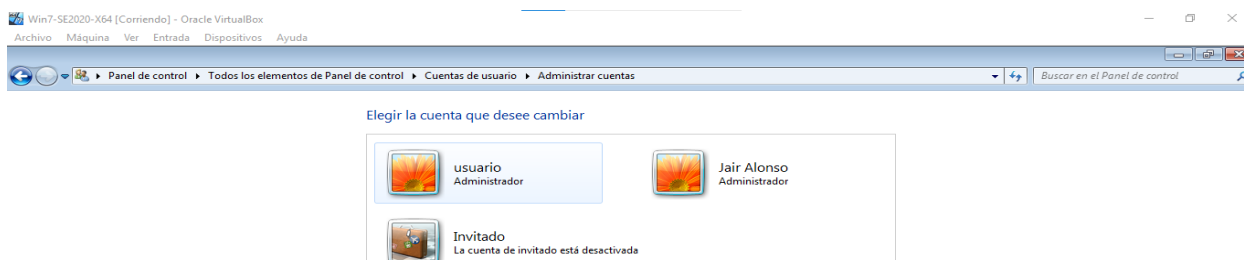 Win7-SE2020-X64 [Corriendo] - Oracle VirtualBox
Archivo Máquina Ver Entrada Dispositivos Ayuda
Panel de control Todos los elementos de Panel de control Cuentas de usuario Administrar cuentas
Buscar en el Panel de control
Elegir la cuenta que desee cambiar
usuario
Administrador
Jair Alonso
Administrador
Invitado
La cuenta de invitado está desactivada